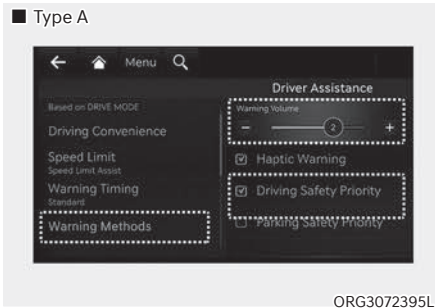 ■ Type A
Menu
Driver Assistance
Based on DRIVE MODE
Warning Volume
Driving Convenience
- 2 +
Speed Limit
Speed Limit Assist
Haptic Warning
Warning Timing
Standard
Driving Safety Priority
Warning Methods
Parking Safety Priority
ORG3072395L